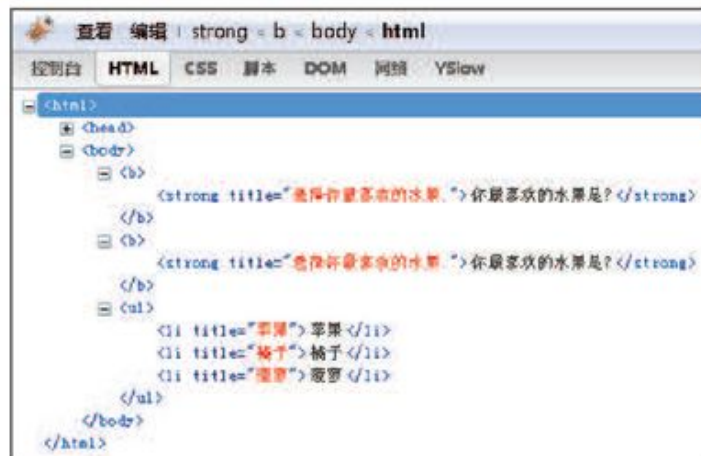 查看 编辑 | strong < b < body < html
控制台 HTML CSS 脚本 DOM 网络 YSlow
<html>
<head>
<body>
<b>
<strong title="选择你最喜欢的水果.">你最喜欢的水果是?</strong>
</b>
<b>
<strong title="选择你最喜欢的水果.">你最喜欢的水果是?</strong>
</b>
<ul>
<li title="苹果">苹果</li>
<li title="橘子">橘子</li>
<li title="菠萝">菠萝</li>
</ul>
</body>
</html>